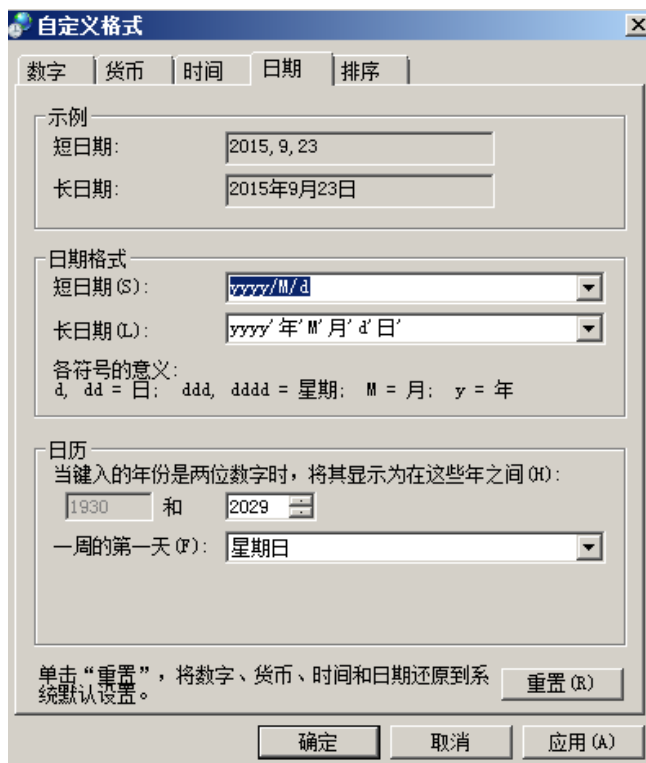 自定义格式
数字 货币 时间 日期 排序
示例
短日期: 2015,9,23
长日期: 2015年9月23日
日期格式
短日期(S): yyyy/M/d
长日期(L): yyyy'年'M'月'd'日'
各符号的意义:
d, dd = 日; ddd, dddd = 星期; M = 月; y = 年
日历
当键入的年份是两位数字时，将其显示为在这些年之间(H):
1930 和 2029
一周的第一天(F): 星期日
单击“重置”，将数字、货币、时间和日期还原到系
统默认设置。
重置(R)
确定 取消 应用(A)